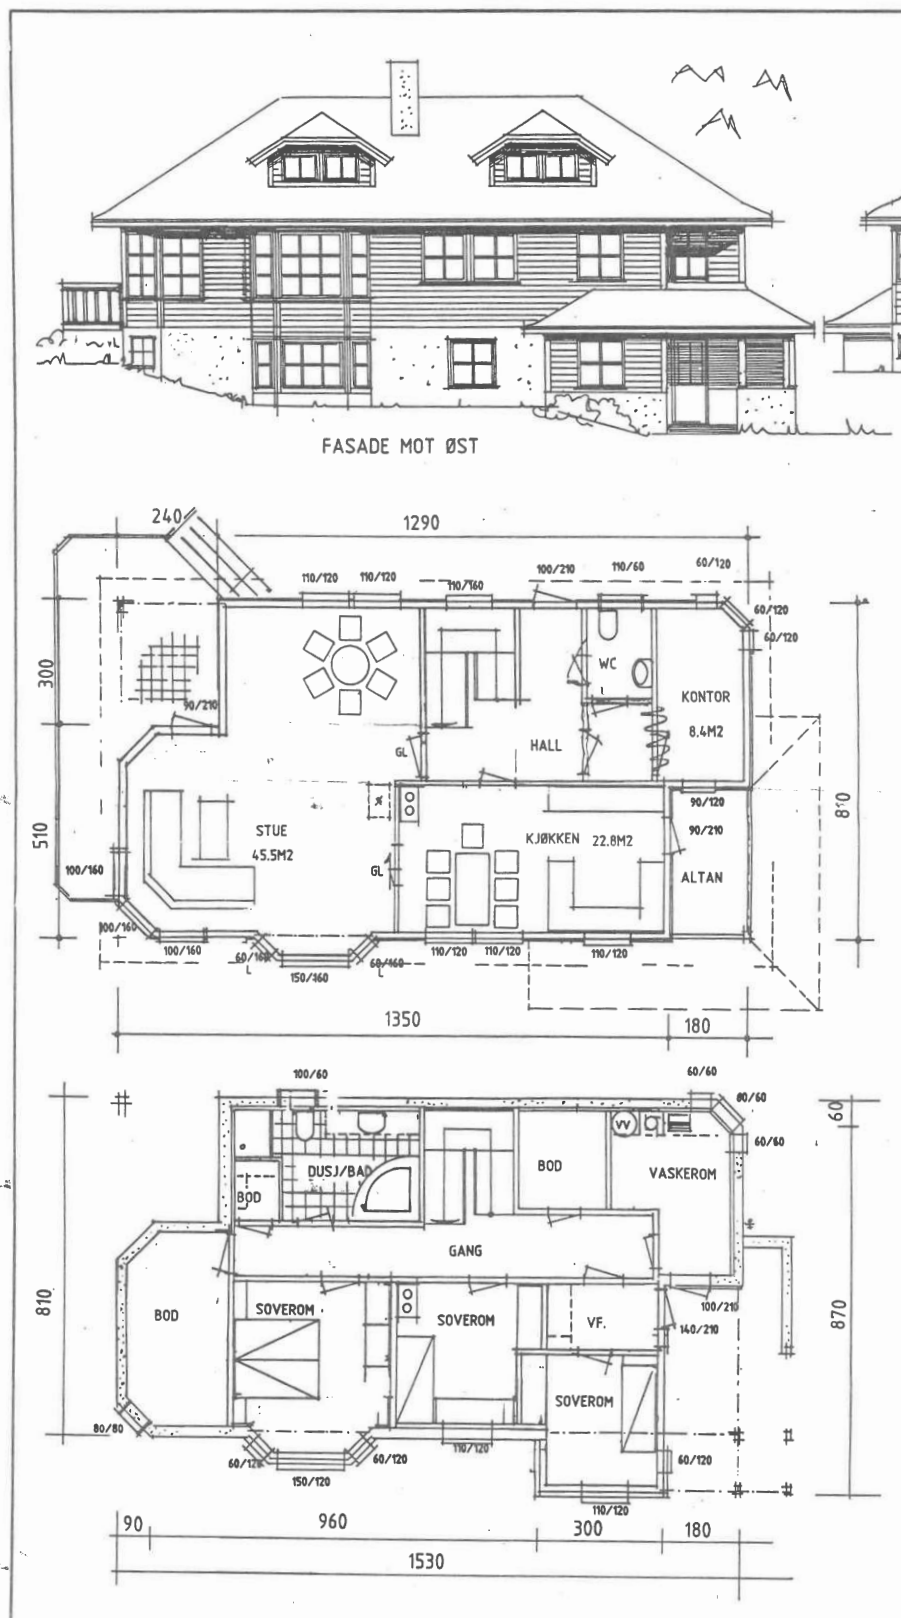 FASADE MOT ØST
240
1290
110/120
110/120
110/160
100/210
110/60
60/120
60/120
60/120
300
90/210
WC
KONTOR
8.4M2
HALL
GL
510
STUE
45.5M2
KJØKKEN 22.8M2
90/120
90/210
810
100/160
GL
ALTAN
100/160
100/160
60/160
150/160
60/160
110/120
110/120
110/120
L
L
1350
180
100/60
60/60
80/60
60
60/60
VV
DUSJ/BAD
BOD
VASKEROM
BOD
GANG
810
BOD
SOVEROM
SOVEROM
VF.
100/210
140/210
870
SOVEROM
80/80
60/120
150/120
60/120
110/120
60/120
110/120
90
960
300
180
1530